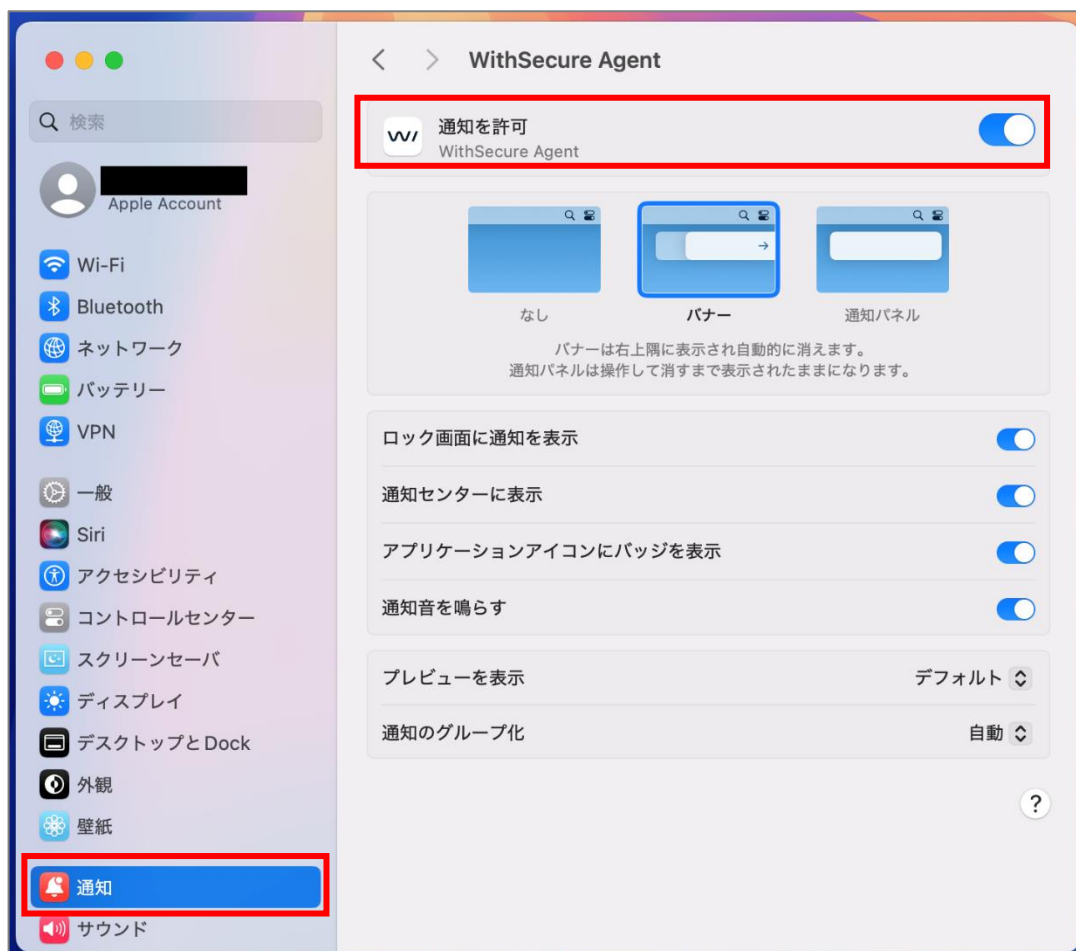 WithSecure Agent
検索
通知を許可
WithSecure Agent
Apple Account
Wi-Fi
Bluetooth
ネットワーク
バッテリー
VPN
一般
Siri
アクセシビリティ
コントロールセンター
スクリーンセーバ
ディスプレイ
デスクトップとDock
外観
壁紙
通知
サウンド
なし
バナー
通知パネル
バナーは右上隅に表示され自動的に消えます。
通知パネルは操作して消すまで表示されたままになります。
ロック画面に通知を表示
通知センターに表示
アプリケーションアイコンにバッジを表示
通知音を鳴らす
プレビューを表示 デフォルト
通知のグループ化 自動
?